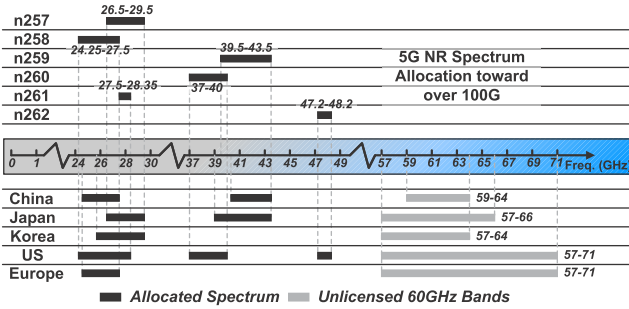 n257 26.5-29.5
n258 24.25-27.5
n259 39.5-43.5 5G NR Spectrum
n260 37-40 Allocation toward
n261 27.5-28.35 over 100G
n262 47.2-48.2
0 1 24 26 28 30 37 39 41 43 45 47 49 57 59 61 63 65 67 69 71 Freq. (GHz)
China 59-64
Japan 57-66
Korea 57-64
US 57-71
Europe 57-71
Allocated Spectrum Unlicensed 60GHz Bands